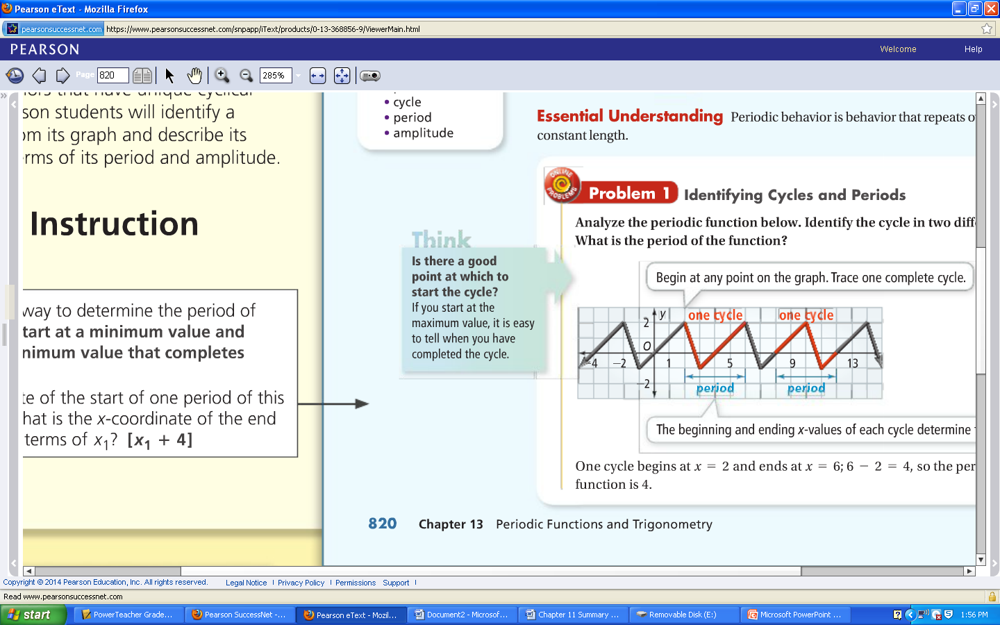 Pearson eText - Mozilla Firefox
pearsonsuccessnet.com https://www.pearsonsuccessnet.com/snpapp/iText/products/0-13-368856-9/ViewerMain.html
PEARSON Welcome Help
Page 820 285%
son students will identify a
om its graph and describe its
rms of its period and amplitude.
Instruction
way to determine the period of
tart at a minimum value and
nimum value that completes
te of the start of one period of this
hat is the x-coordinate of the end
terms of x₁? [x₁ + 4]
• cycle
• period
• amplitude
Essential Understanding Periodic behavior is behavior that repeats o
constant length.
ONLINE PROBLEMS
Problem 1 Identifying Cycles and Periods
Analyze the periodic function below. Identify the cycle in two diff
What is the period of the function?
Think
Is there a good
point at which to
start the cycle?
If you start at the
maximum value, it is easy
to tell when you have
completed the cycle.
Begin at any point on the graph. Trace one complete cycle.
2 y one cycle one cycle
O
-4 -2 1 5 9 13
-2 period period
The beginning and ending x-values of each cycle determine
One cycle begins at x = 2 and ends at x = 6; 6 − 2 = 4, so the per
function is 4.
820 Chapter 13 Periodic Functions and Trigonometry
Copyright © 2014 Pearson Education, Inc. All rights reserved. Legal Notice | Privacy Policy | Permissions Support |
Read www.pearsonsuccessnet.com
start PowerTeacher Grade... Pearson SuccessNet -... Pearson eText - Mozil... Document2 - Microsof... Chapter 11 Summary ... Removable Disk (E:) Microsoft PowerPoint ... 1:56 PM